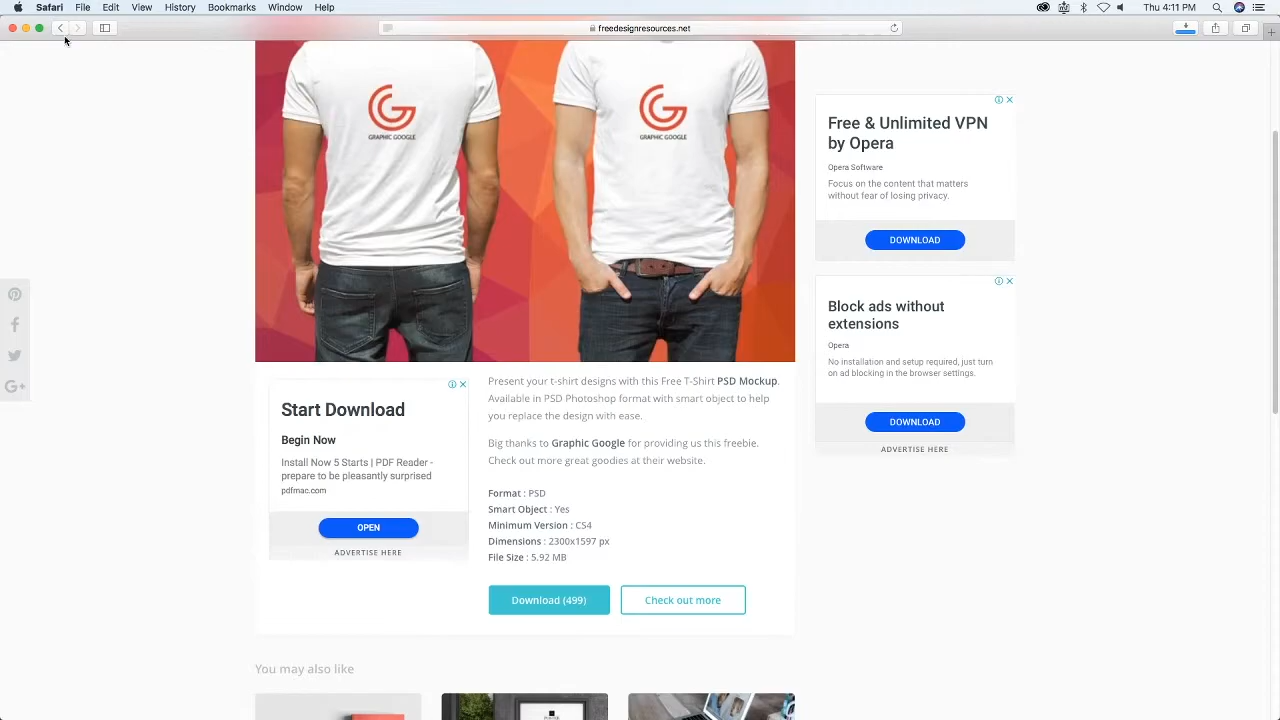 Safari File Edit View History Bookmarks Window Help Thu 4:11 PM
freedesignresources.net
GRAPHIC GOOGLE GRAPHIC GOOGLE
Free & Unlimited VPN
by Opera
Opera Software
Focus on the content that matters
without fear of losing privacy.
DOWNLOAD
Block ads without
extensions
Opera
No installation and setup required, just turn
on ad blocking in the browser settings.
DOWNLOAD
ADVERTISE HERE
Start Download
Begin Now
Install Now 5 Starts | PDF Reader -
prepare to be pleasantly surprised
pdfmac.com
OPEN
ADVERTISE HERE
Present your t-shirt designs with this Free T-Shirt PSD Mockup.
Available in PSD Photoshop format with smart object to help
you replace the design with ease.
Big thanks to Graphic Google for providing us this freebie.
Check out more great goodies at their website.
Format : PSD
Smart Object : Yes
Minimum Version : CS4
Dimensions : 2300x1597 px
File Size : 5.92 MB
Download (499) Check out more
You may also like